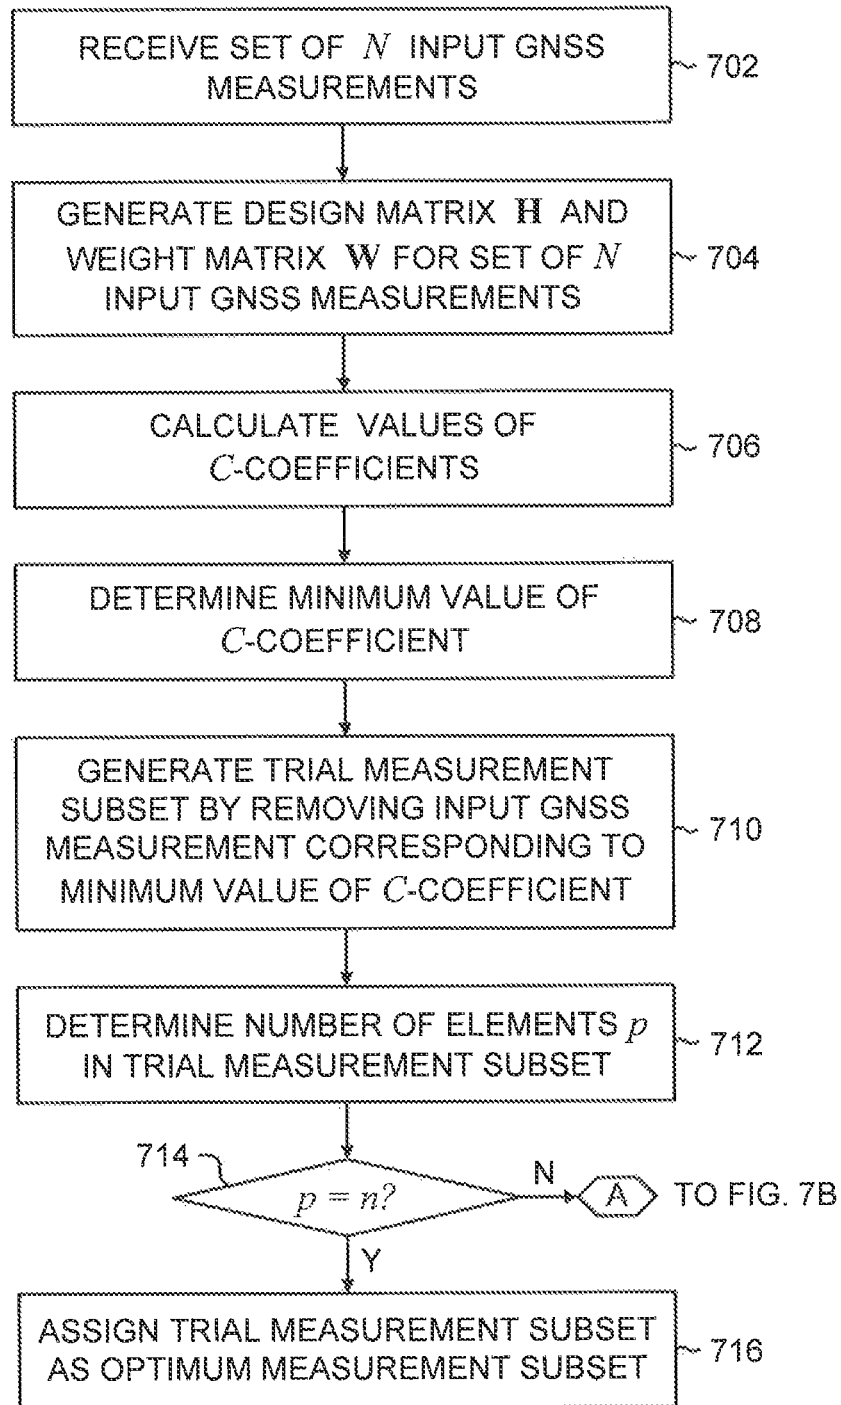 RECEIVE SET OF N INPUT GNSS
MEASUREMENTS
702
GENERATE DESIGN MATRIX H AND
WEIGHT MATRIX W FOR SET OF N
INPUT GNSS MEASUREMENTS
704
CALCULATE VALUES OF
C-COEFFICIENTS
706
DETERMINE MINIMUM VALUE OF
C-COEFFICIENT
708
GENERATE TRIAL MEASUREMENT
SUBSET BY REMOVING INPUT GNSS
MEASUREMENT CORRESPONDING TO
MINIMUM VALUE OF C-COEFFICIENT
710
DETERMINE NUMBER OF ELEMENTS p
IN TRIAL MEASUREMENT SUBSET
712
714
p = n?
N
A
TO FIG. 7B
Y
ASSIGN TRIAL MEASUREMENT SUBSET
AS OPTIMUM MEASUREMENT SUBSET
716